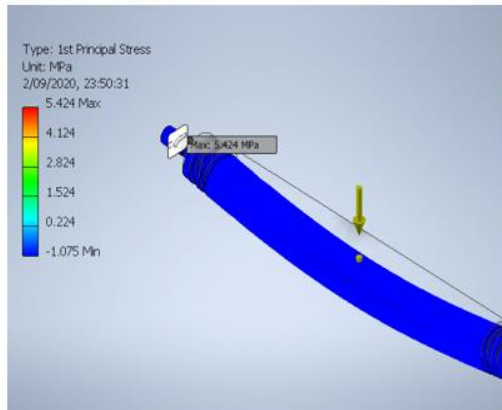 Type: 1st Principal Stress
Unit: MPa
2/09/2020, 23:50:31
5.424 Max
Max: 5.424 MPa
4.124
2.824
1.524
0.224
-1.075 Min